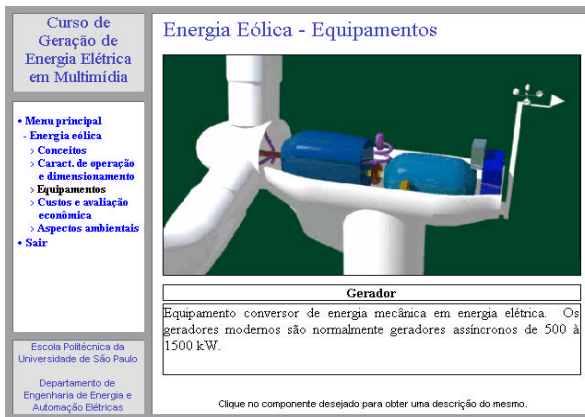 Curso de
Geração de
Energia Elétrica
em Multimídia
• Menu principal
- Energia eólica
> Conceitos
> Caract. de operação
e dimensionamento
> Equipamentos
> Custos e avaliação
econômica
> Aspectos ambientais
• Sair
Escola Politécnica da
Universidade de São Paulo
Departamento de
Engenharia de Energia e
Automação Elétricas
Energia Eólica - Equipamentos
Gerador
Equipamento conversor de energia mecânica em energia elétrica. Os
geradores modernos são normalmente geradores assíncronos de 500 à
1500 kW.
Clique no componente desejado para obter uma descrição do mesmo.